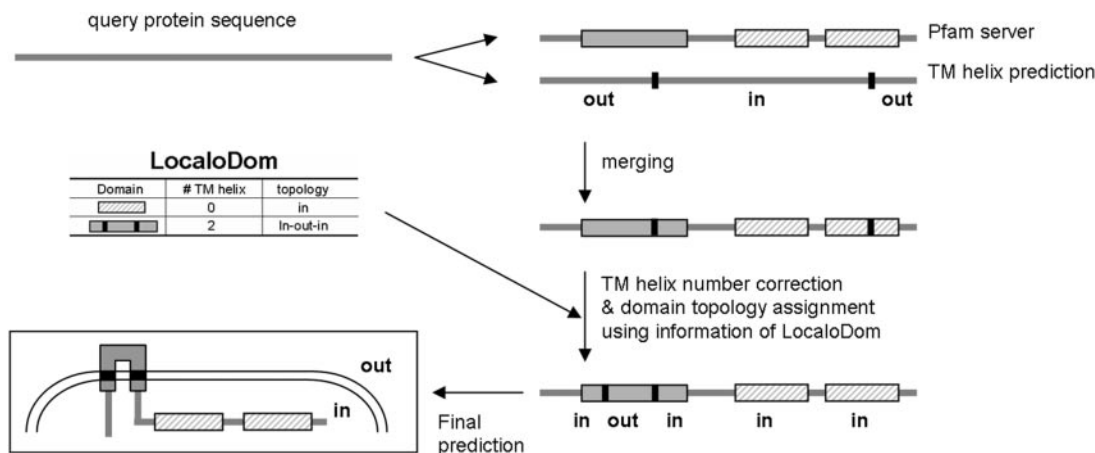 query protein sequence
Pfam server
TM helix prediction
out in out
merging
LocaloDom
Domain # TM helix topology
0 in
2 In-out-in
TM helix number correction
& domain topology assignment
using information of LocaloDom
out
in
Final
prediction
in out in in in